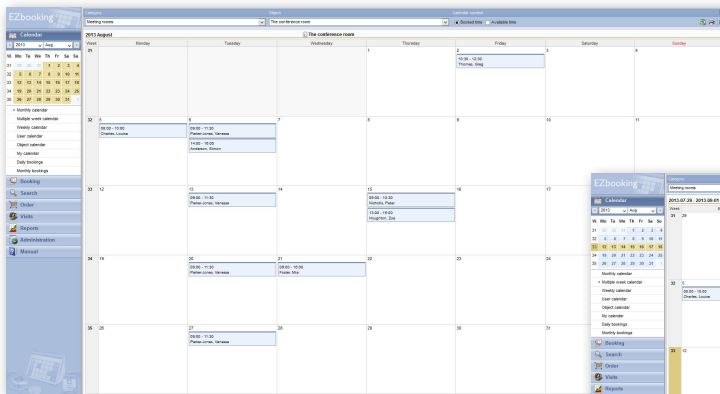 EZbooking
Category
Object
Calendar content
Meeting rooms
The conference room
Booked time
Available time
Calendar
2013 August
The conference room
2013
Aug
Week
Monday
Tuesday
Wednesday
Thursday
Friday
Saturday
Sunday
W. Mo Tu We Th Fr Sa Su
31 29 30 31 1 2 3 4
32 5 6 7 8 9 10 11
33 12 13 14 15 16 17 18
34 19 20 21 22 23 24 25
35 26 27 28 29 30 31 1
Monthly calendar
Multiple week calendar
Weekly calendar
User calendar
Object calendar
My calendar
Daily bookings
Monthly bookings
Booking
Search
Order
Visits
Reports
Administration
Manual
31
1
2
10:30 - 12:30
Thomas, Greg
3
4
32
5
08:00 - 10:00
Charles, Louise
6
09:00 - 11:30
Parker-Jones, Vanessa
14:00 - 16:00
Anderson, Simon
7
8
9
10
11
33
12
13
09:00 - 11:30
Parker-Jones, Vanessa
14
15
09:00 - 10:30
Nicholls, Peter
13:00 - 16:00
Houghton, Zoe
16
17
34
19
20
09:00 - 11:30
Parker-Jones, Vanessa
21
09:00 - 16:00
Foster, Mia
22
23
24
35
26
27
09:00 - 11:30
Parker-Jones, Vanessa
28
29
30
31
EZbooking
Category
Meeting rooms
Calendar
2013.07.29 - 2013.09.01
2013
Aug
Week
W. Mo Tu We Th Fr Sa Su
31 29 30 31 1 2 3 4
32 5 6 7 8 9 10 11
33 12 13 14 15 16 17 18
34 19 20 21 22 23 24 25
35 26 27 28 29 30 31 1
Monthly calendar
Multiple week calendar
Weekly calendar
User calendar
Object calendar
My calendar
Daily bookings
Monthly bookings
Booking
Search
Order
Visits
Reports
31
29
32
5
08:00 - 10:00
Charles, Louise
33
12